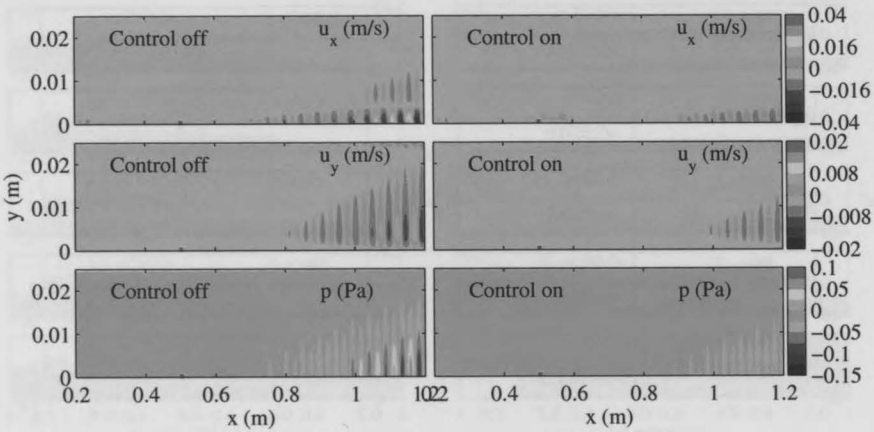 0.02 Control off u_x (m/s) Control on u_x (m/s) 0.04
0.01 0.016
0 0
−0.016
−0.04
0.02 Control off u_y (m/s) Control on u_y (m/s) 0.02
0.01 0.008
0 0
−0.008
−0.02
y (m)
0.02 Control off p (Pa) Control on p (Pa) 0.1
0.01 0.05
0 0
−0.05
−0.1
−0.15
0.2 0.4 0.6 0.8 1 0.4 0.6 0.8 1 1.2
x (m) x (m)